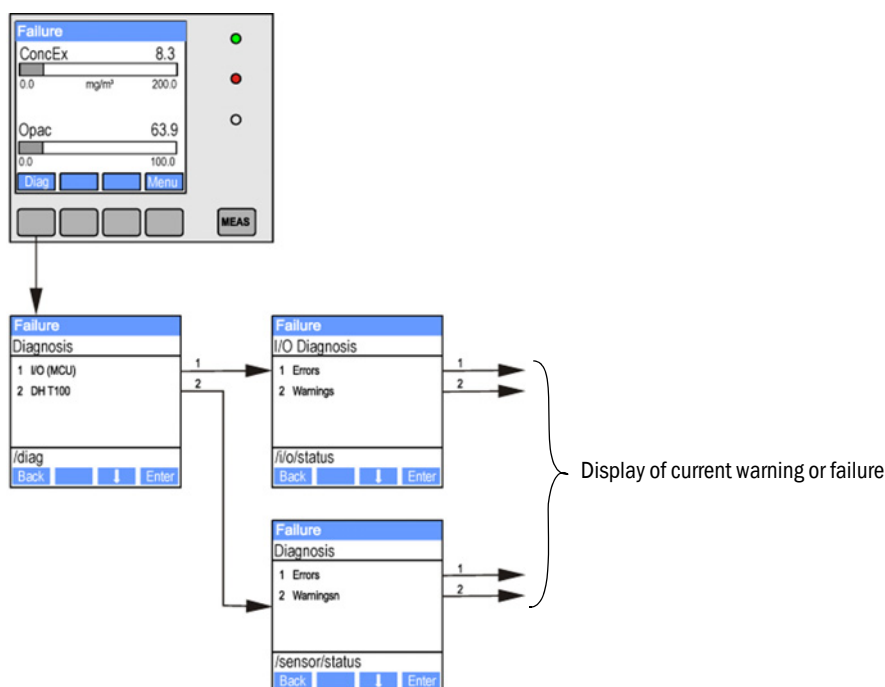 Failure
ConcEx 8.3
0.0 mg/m³ 200.0
Opac 63.9
0.0 100.0
Diag Menu
MEAS
Failure
Diagnosis
1 I/O (MCU)
2 DH T100
/diag
Back ↓ Enter
1
2
Failure
I/O Diagnosis
1 Errors
2 Warnings
/i/o/status
Back ↓ Enter
1
2
Display of current warning or failure
Failure
Diagnosis
1 Errors
2 Warningsn
/sensor/status
Back ↓ Enter
1
2